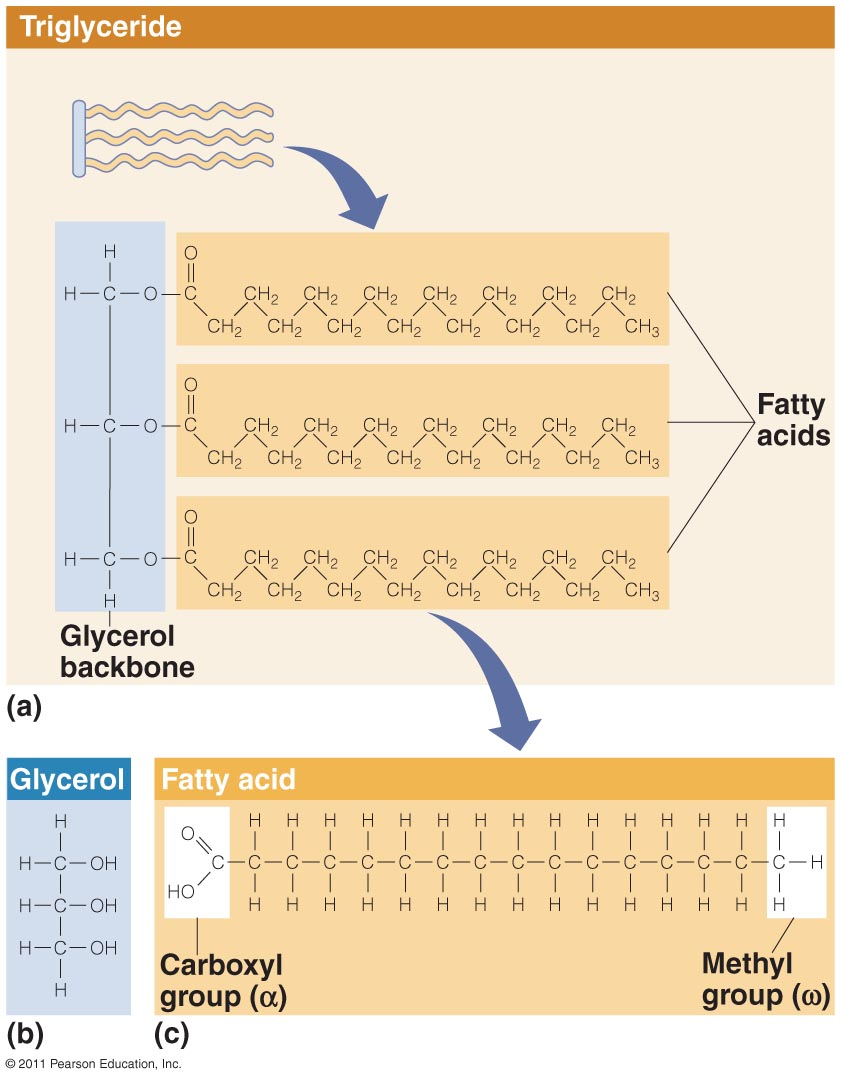 Triglyceride
H
O
H—C—O—C CH₂ CH₂ CH₂ CH₂ CH₂ CH₂ CH₂
CH₂ CH₂ CH₂ CH₂ CH₂ CH₂ CH₂ CH₃
O
H—C—O—C CH₂ CH₂ CH₂ CH₂ CH₂ CH₂ CH₂
CH₂ CH₂ CH₂ CH₂ CH₂ CH₂ CH₂ CH₃
O
H—C—O—C CH₂ CH₂ CH₂ CH₂ CH₂ CH₂ CH₂
CH₂ CH₂ CH₂ CH₂ CH₂ CH₂ CH₂ CH₃
H
Fatty
acids
Glycerol
backbone
(a)
Glycerol
H
H—C—OH
H—C—OH
H—C—OH
H
(b)
Fatty acid
H H H H H H H H H H H H H H H
O
C—C—C—C—C—C—C—C—C—C—C—C—C—C—C—C—H
HO
H H H H H H H H H H H H H H H
Carboxyl
group (α)
Methyl
group (ω)
(c)
© 2011 Pearson Education, Inc.